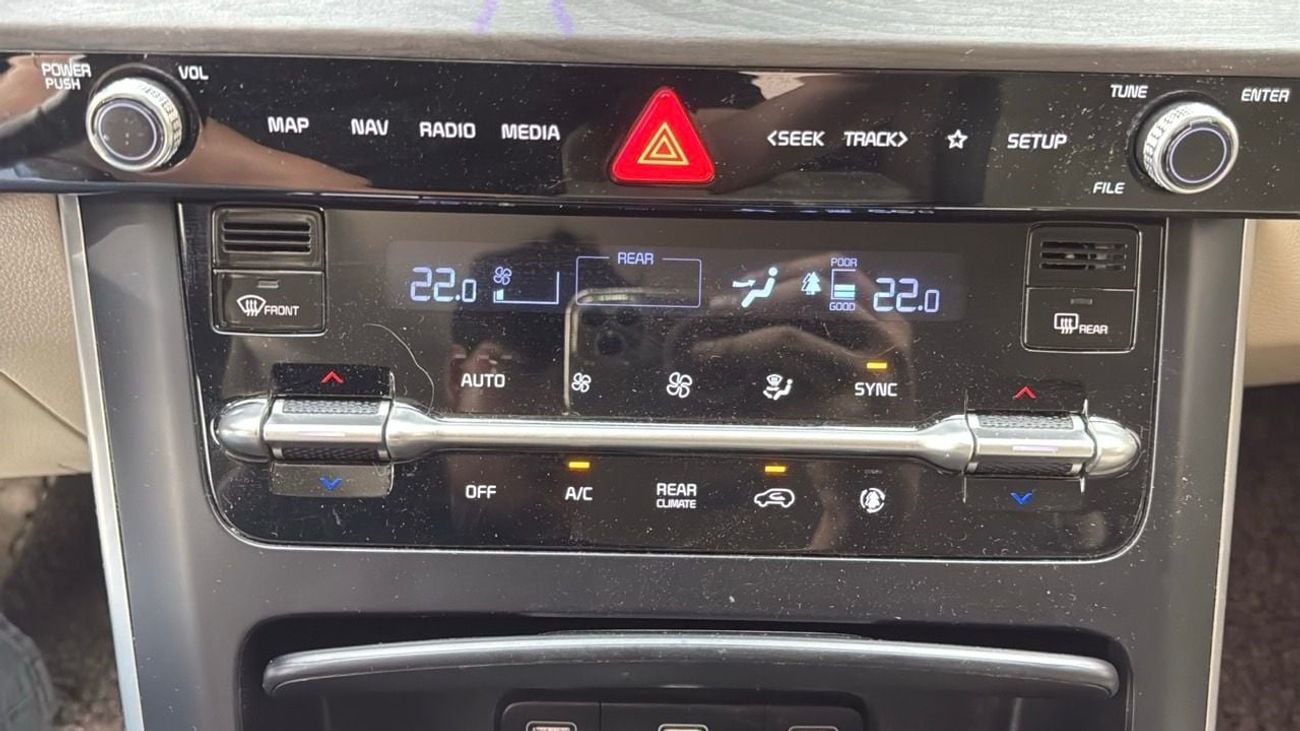 POWER PUSH
VOL
MAP
NAV
RADIO
MEDIA
<SEEK
TRACK>
SETUP
TUNE
ENTER
FILE
FRONT
22.0
REAR
POOR
GOOD
22.0
REAR
AUTO
SYNC
OFF
A/C
REAR
CLIMATE